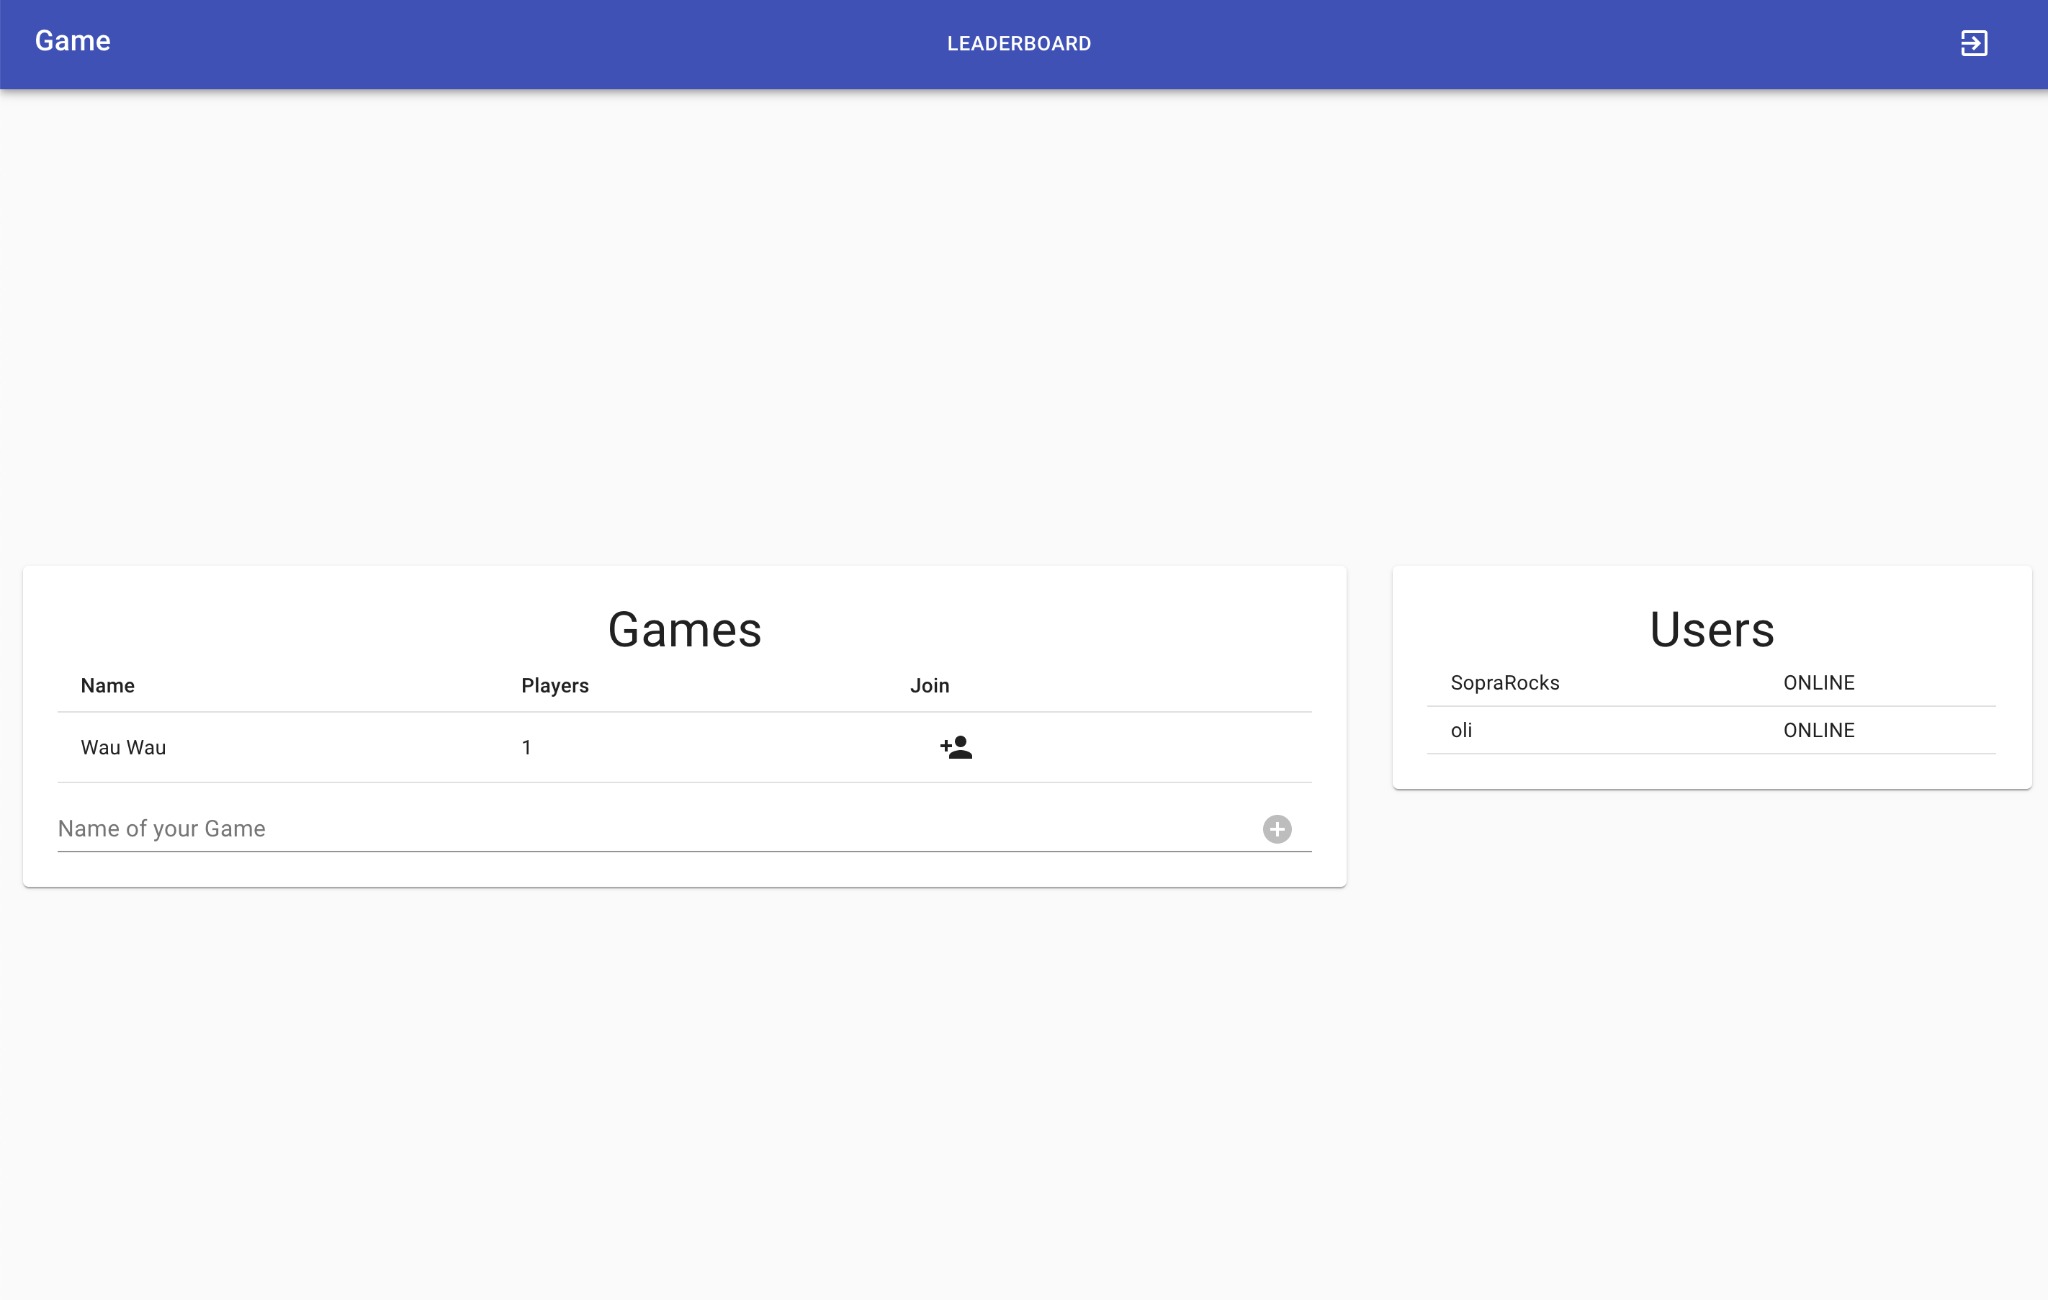 Game
LEADERBOARD
Games
Name Players Join
Wau Wau 1
Name of your Game
Users
SopraRocks ONLINE
oli ONLINE